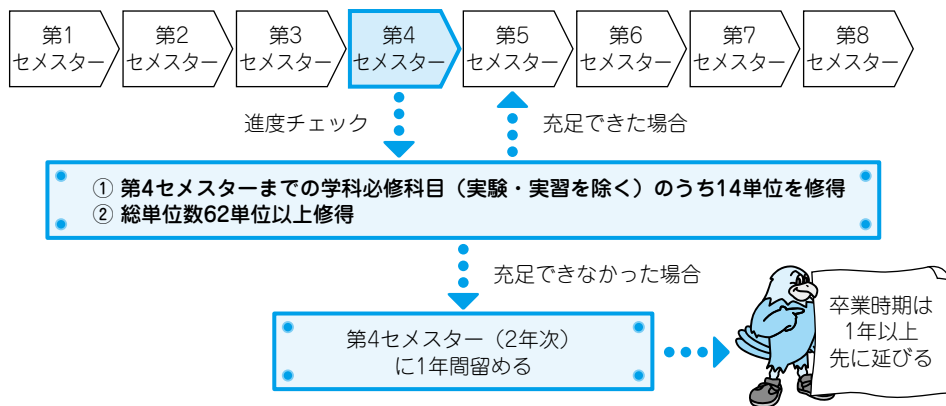 第1
セメスター
第2
セメスター
第3
セメスター
第4
セメスター
第5
セメスター
第6
セメスター
第7
セメスター
第8
セメスター
進度チェック
充足できた場合
① 第4セメスターまでの学科必修科目（実験・実習を除く）のうち14単位を修得
② 総単位数62単位以上修得
充足できなかった場合
第4セメスター（2年次）
に1年間留める
卒業時期は
1年以上
先に延びる